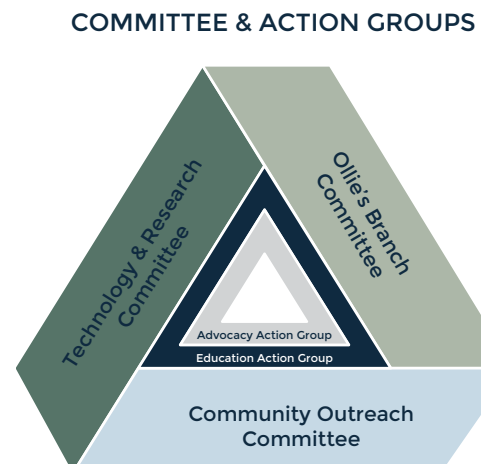 COMMITTEE & ACTION GROUPS
Technology & Research
Committee
Ollie's Branch
Committee
Advocacy Action Group
Education Action Group
Community Outreach
Committee